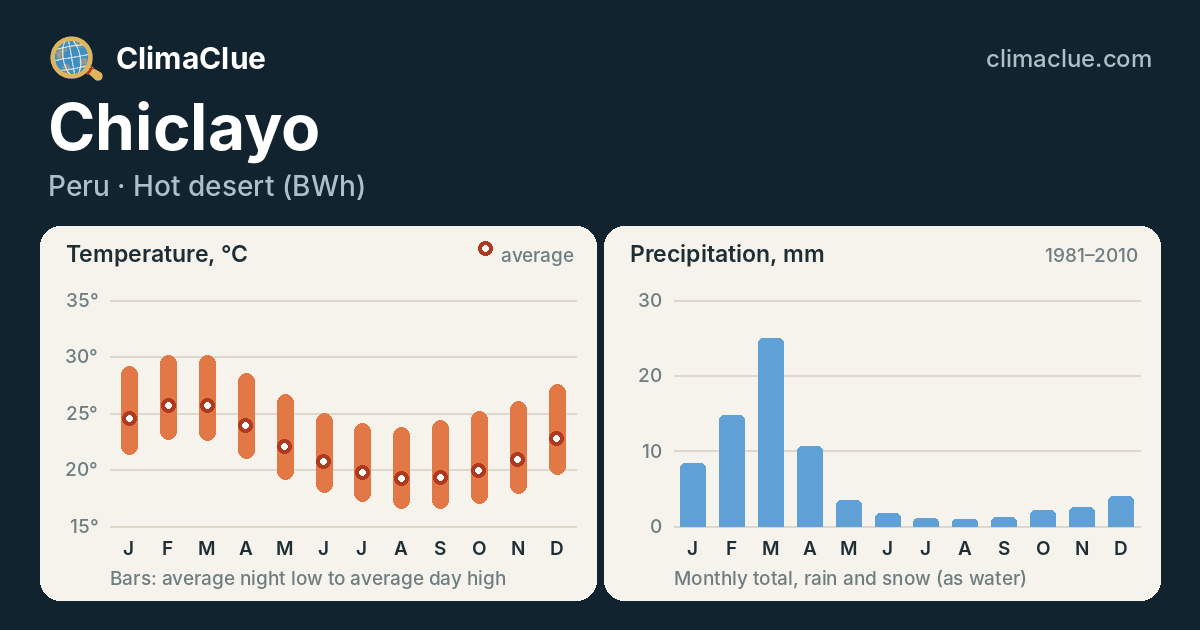 ClimaClue
climaclue.com
Chiclayo
Peru · Hot desert (BWh)
Temperature, °C
average
35°
30°
25°
20°
15°
J F M A M J J A S O N D
Bars: average night low to average day high
Precipitation, mm
1981–2010
30
20
10
0
J F M A M J J A S O N D
Monthly total, rain and snow (as water)